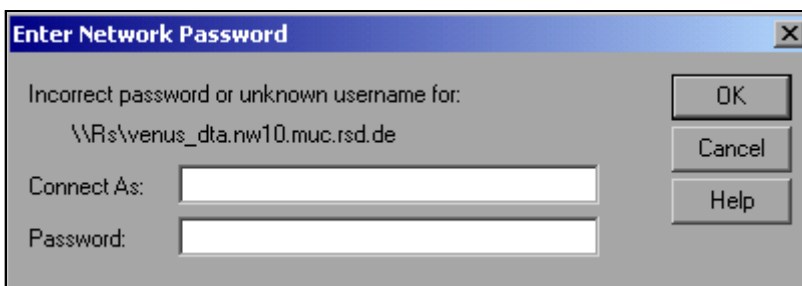 Enter Network Password
Incorrect password or unknown username for:
\\Rs\venus_dta.nw10.muc.rsd.de
Connect As:
Password:
OK
Cancel
Help